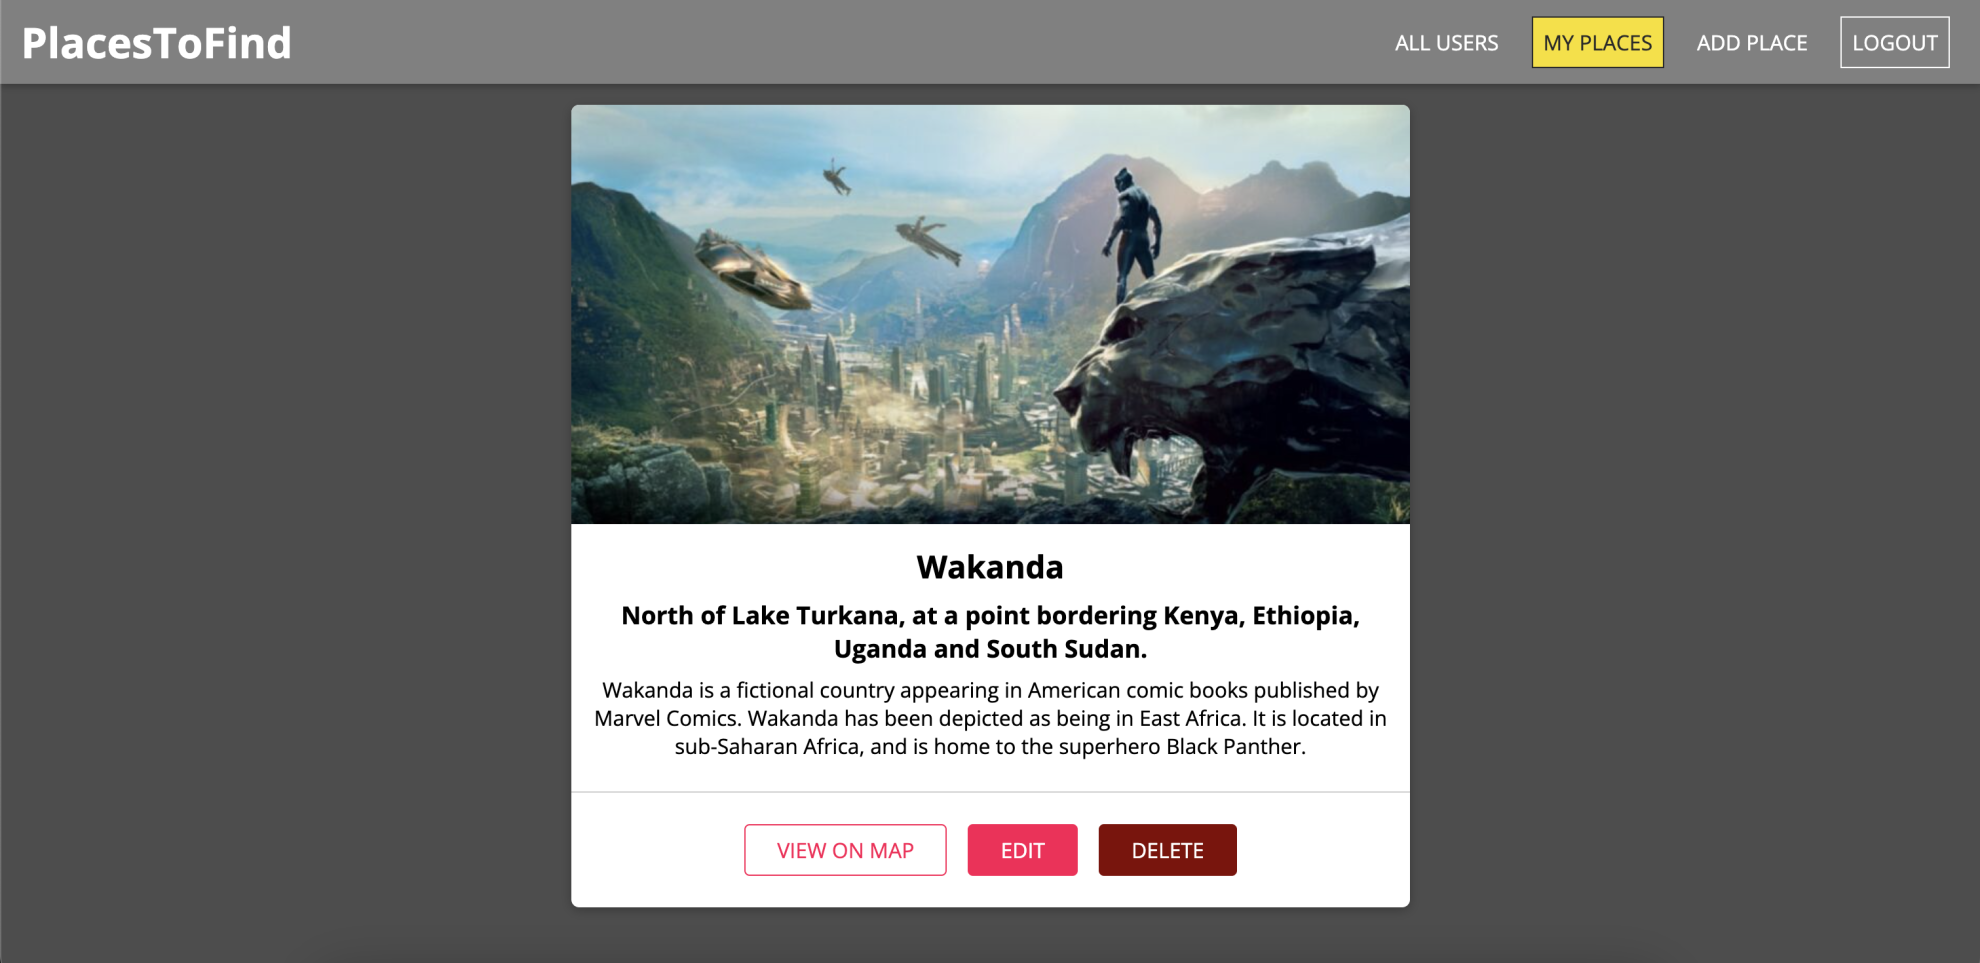 PlacesToFind
ALL USERS
MY PLACES
ADD PLACE
LOGOUT
Wakanda
North of Lake Turkana, at a point bordering Kenya, Ethiopia,
Uganda and South Sudan.
Wakanda is a fictional country appearing in American comic books published by
Marvel Comics. Wakanda has been depicted as being in East Africa. It is located in
sub-Saharan Africa, and is home to the superhero Black Panther.
VIEW ON MAP
EDIT
DELETE